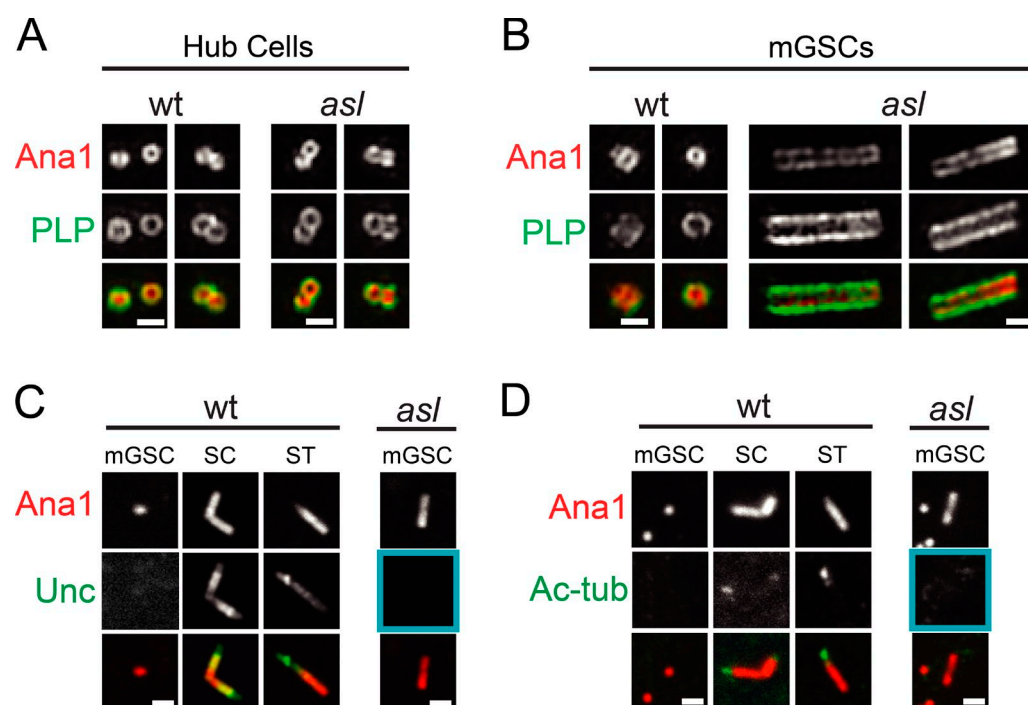 A
Hub Cells
wt asl
Ana1
PLP
B
mGSCs
wt asl
Ana1
PLP
C
wt asl
mGSC SC ST mGSC
Ana1
Unc
D
wt asl
mGSC SC ST mGSC
Ana1
Ac-tub